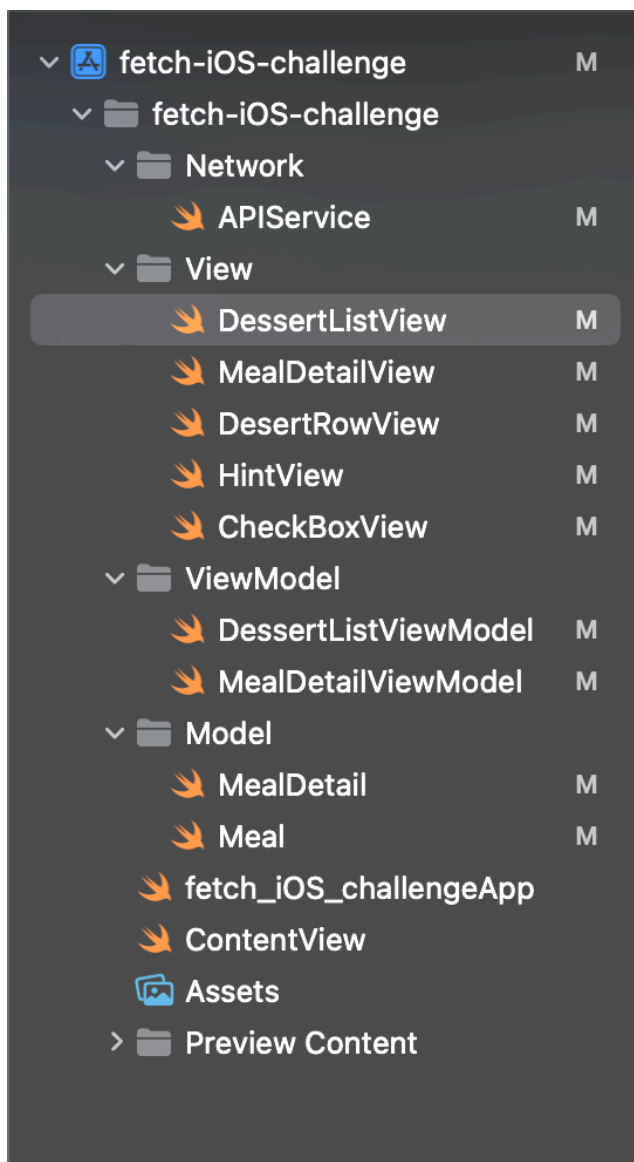 fetch-iOS-challenge M
fetch-iOS-challenge
Network
APIService M
View
DessertListView M
MealDetailView M
DesertRowView M
HintView M
CheckBoxView M
ViewModel
DessertListViewModel M
MealDetailViewModel M
Model
MealDetail M
Meal M
fetch_iOS_challengeApp
ContentView
Assets
Preview Content